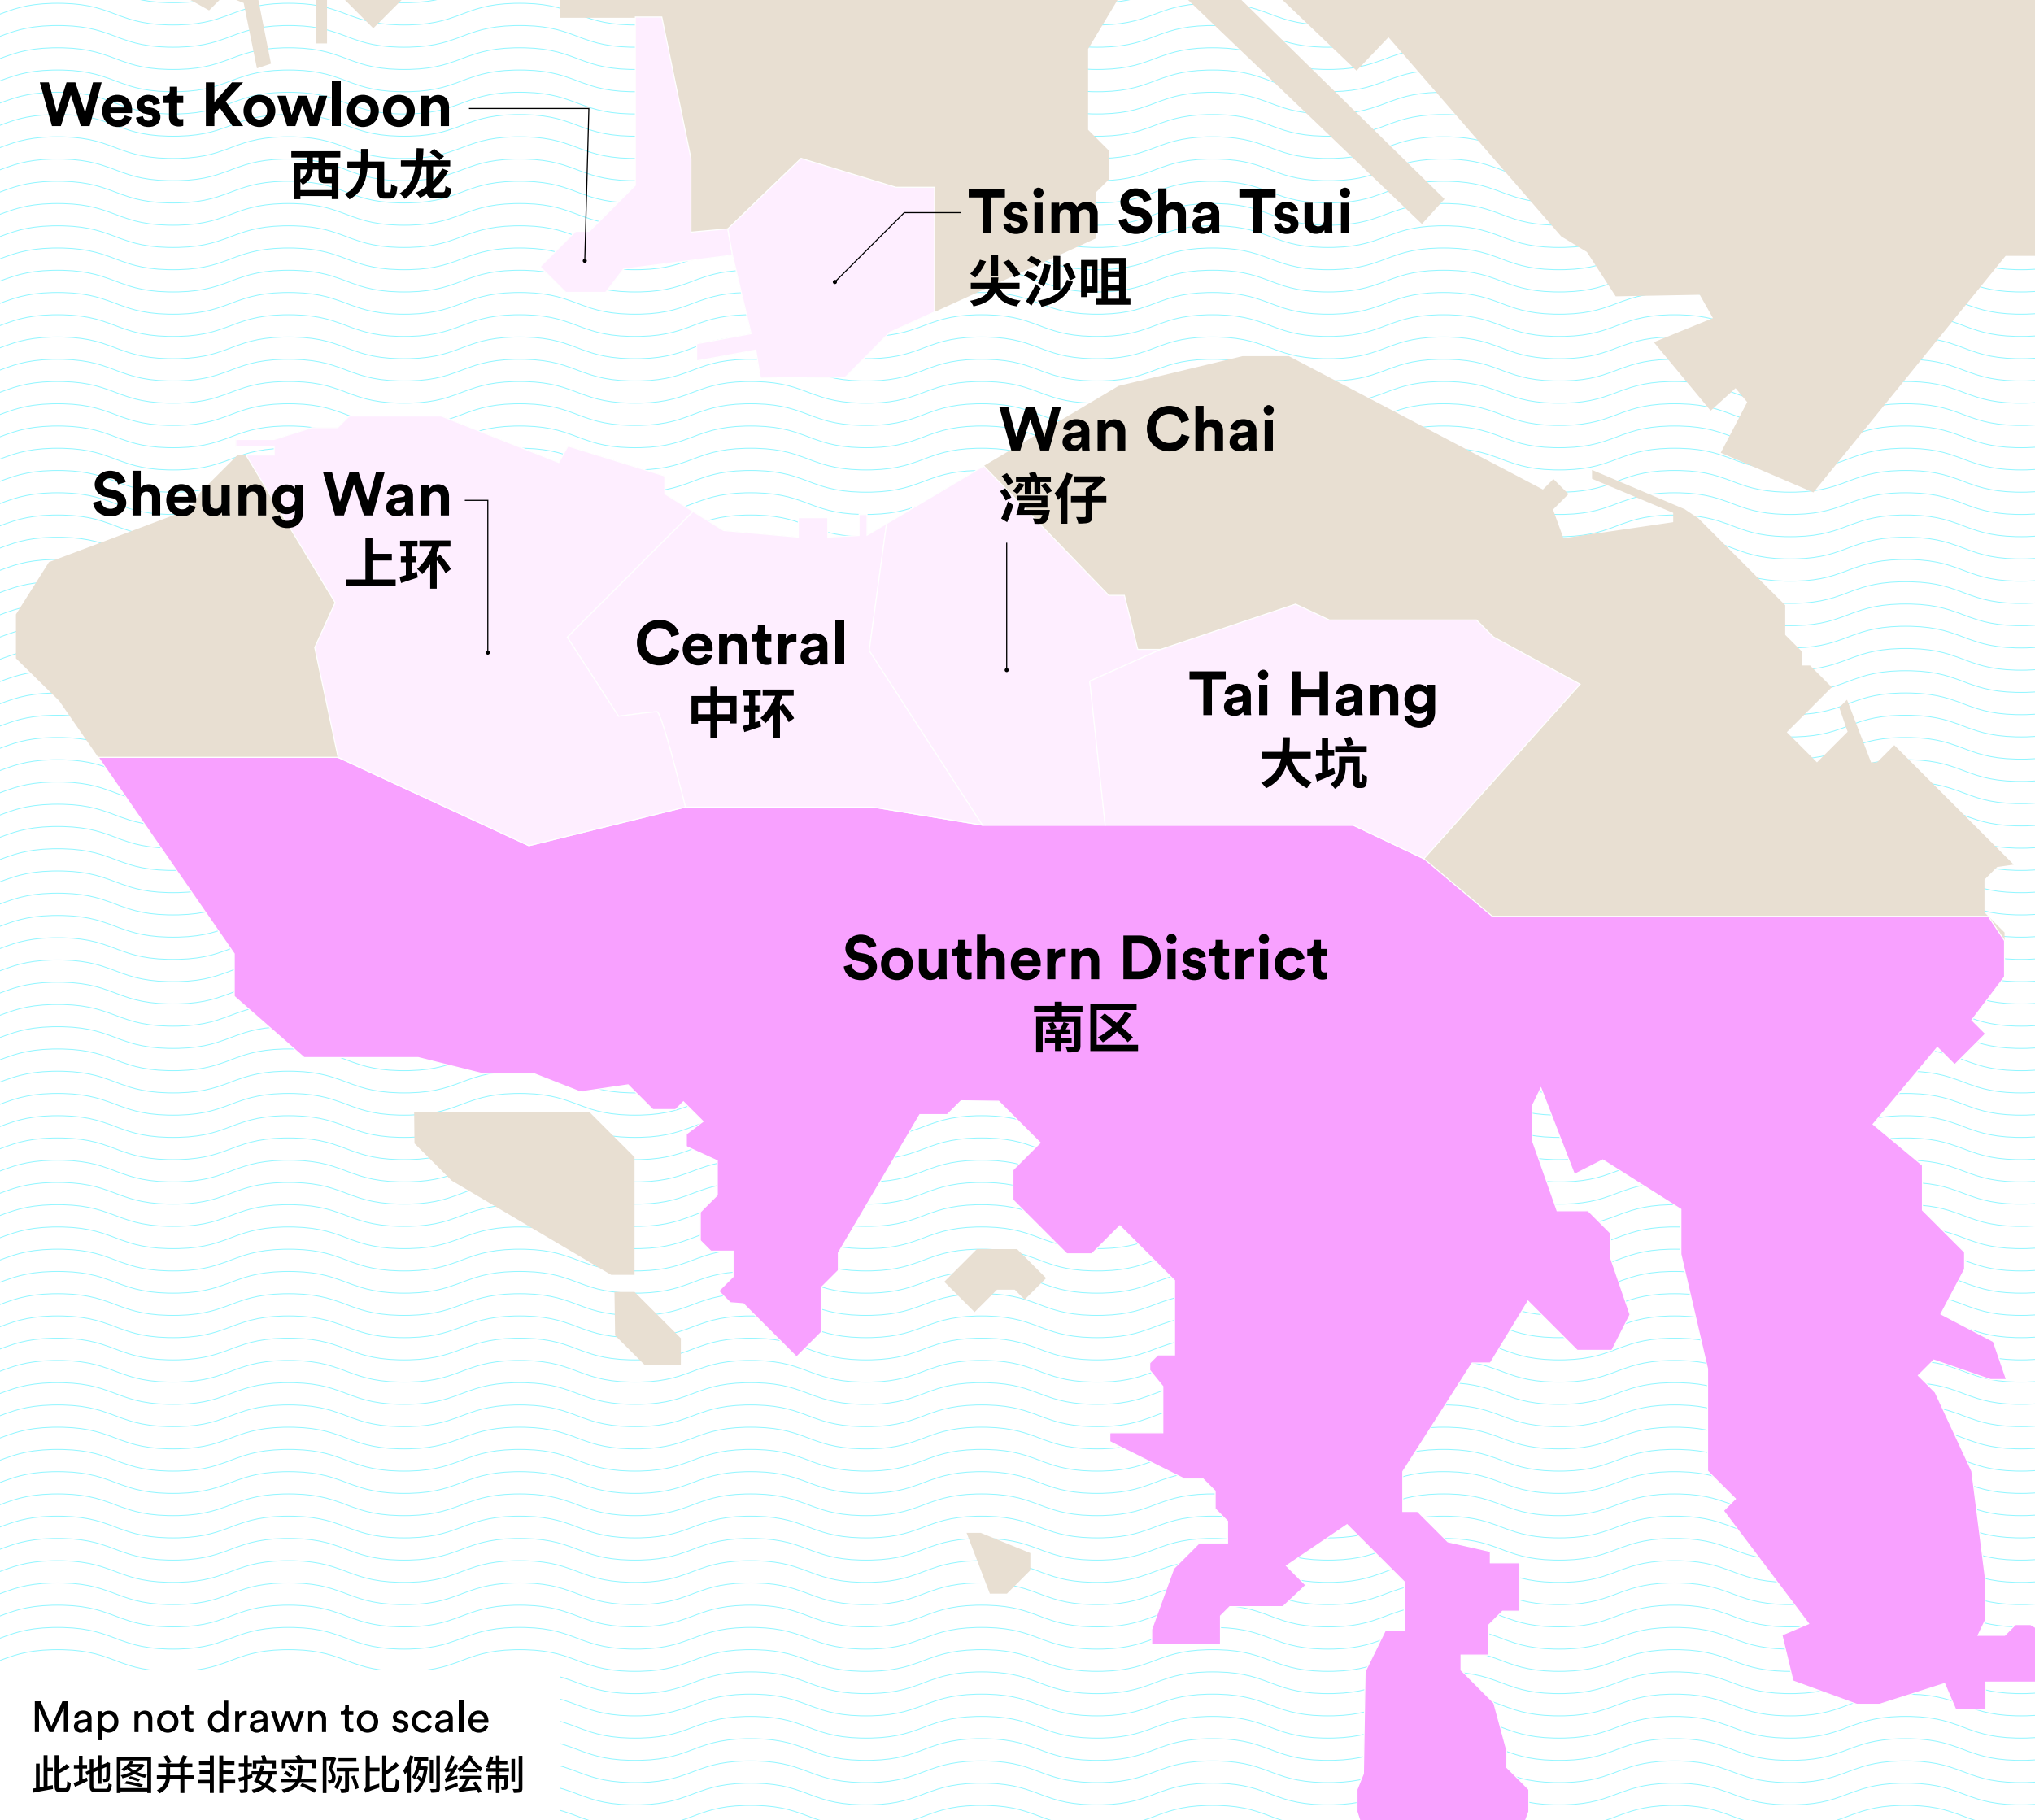 West Kowloon
西九龙
Tsim Sha Tsui
尖沙咀
Wan Chai
湾仔
Sheung Wan
上环
Central
中环
Tai Hang
大坑
Southern District
南区
Map not drawn to scale
此地图并非按实际比例绘制